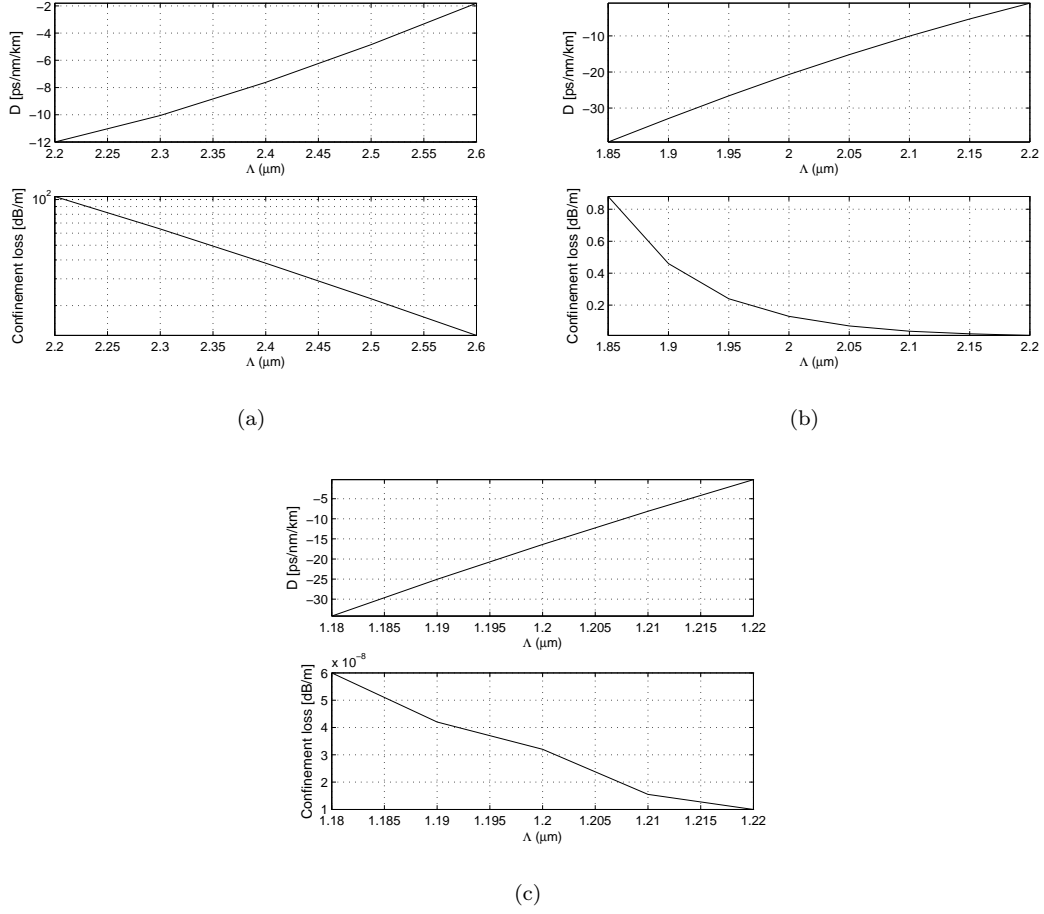 −2
−4
−6
−8
−10
−12
D [ps/nm/km]
2.2 2.25 2.3 2.35 2.4 2.45 2.5 2.55 2.6
Λ (μm)
10²
Confinement loss [dB/m]
2.2 2.25 2.3 2.35 2.4 2.45 2.5 2.55 2.6
Λ (μm)
(a)
−10
−20
−30
D [ps/nm/km]
1.85 1.9 1.95 2 2.05 2.1 2.15 2.2
Λ (μm)
0.8
0.6
0.4
0.2
Confinement loss [dB/m]
1.85 1.9 1.95 2 2.05 2.1 2.15 2.2
Λ (μm)
(b)
−5
−10
−15
−20
−25
−30
D [ps/nm/km]
1.18 1.185 1.19 1.195 1.2 1.205 1.21 1.215 1.22
Λ (μm)
x 10⁻⁸
6
5
4
3
2
1
Confinement loss [dB/m]
1.18 1.185 1.19 1.195 1.2 1.205 1.21 1.215 1.22
Λ (μm)
(c)